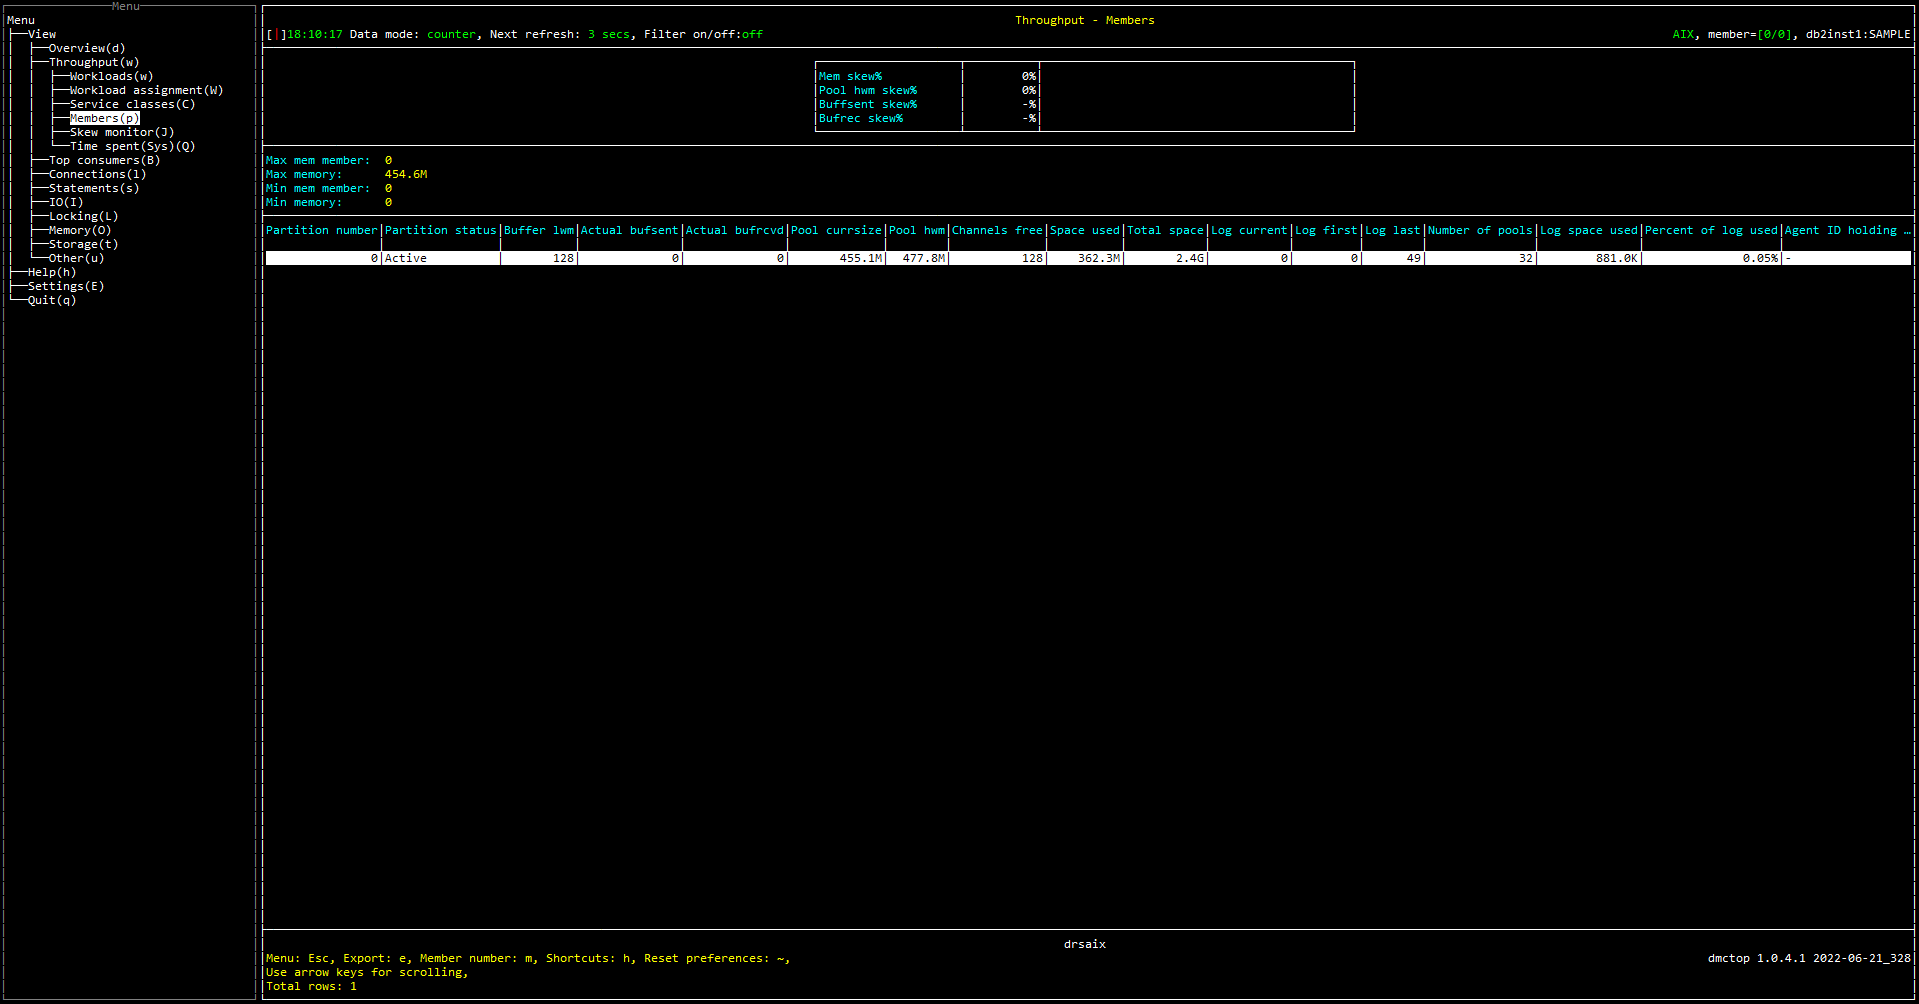 Menu
Menu
View
Overview(d)
Throughput(w)
Workloads(w)
Workload assignment(W)
Service classes(C)
Members(p)
Skew monitor(J)
Time spent(Sys)(Q)
Top consumers(B)
Connections(l)
Statements(s)
IO(I)
Locking(L)
Memory(O)
Storage(t)
Other(u)
Help(h)
Settings(E)
Quit(q)
Throughput - Members
[|]18:10:17 Data mode: counter, Next refresh: 3 secs, Filter on/off:off AIX, member=[0/0], db2inst1:SAMPLE
Mem skew% 0%
Pool hwm skew% 0%
Buffsent skew% -%
Bufrec skew% -%
Max mem member: 0
Max memory: 454.6M
Min mem member: 0
Min memory: 0
Partition number|Partition status|Buffer lwm|Actual bufsent|Actual bufrcvd|Pool currsize|Pool hwm|Channels free|Space used|Total space|Log current|Log first|Log last|Number of pools|Log space used|Percent of log used|Agent ID holding …
0|Active | 128| 0| 0| 455.1M| 477.8M| 128| 362.3M| 2.4G| 0| 0| 49| 32| 881.0K| 0.05%|-
drsaix
Menu: Esc, Export: e, Member number: m, Shortcuts: h, Reset preferences: ~, dmctop 1.0.4.1 2022-06-21_328
Use arrow keys for scrolling,
Total rows: 1